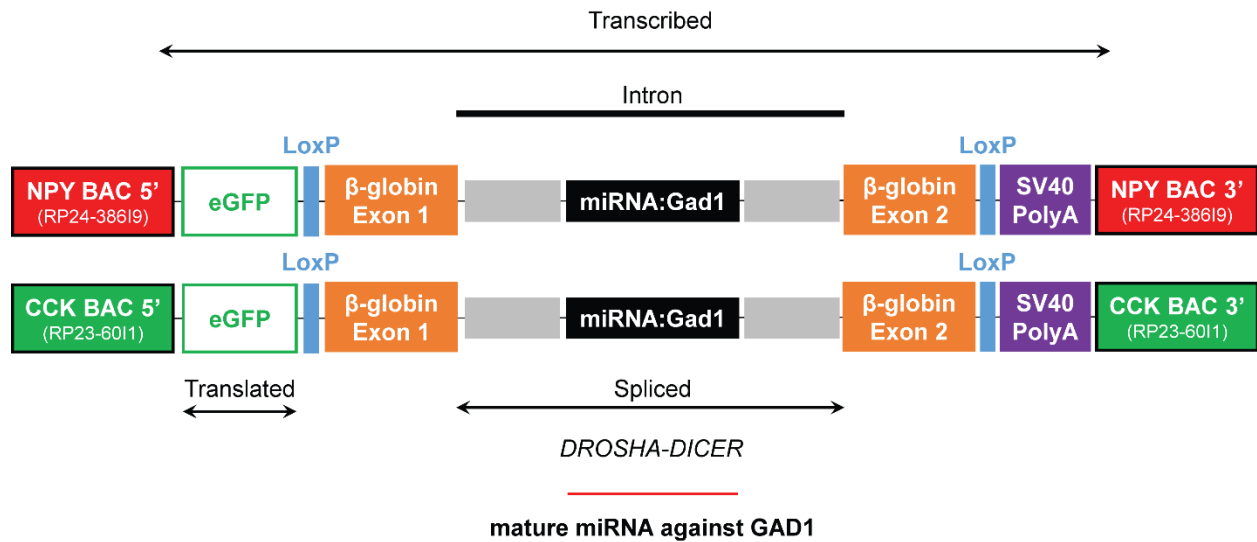 Transcribed
Intron
LoxP LoxP
NPY BAC 5’ eGFP β-globin miRNA:Gad1 β-globin SV40 NPY BAC 3’
(RP24-386I9) Exon 1 Exon 2 PolyA (RP24-386I9)
LoxP LoxP
CCK BAC 5’ eGFP β-globin miRNA:Gad1 β-globin SV40 CCK BAC 3’
(RP23-60I1) Exon 1 Exon 2 PolyA (RP23-60I1)
Translated Spliced
DROSHA-DICER
mature miRNA against GAD1